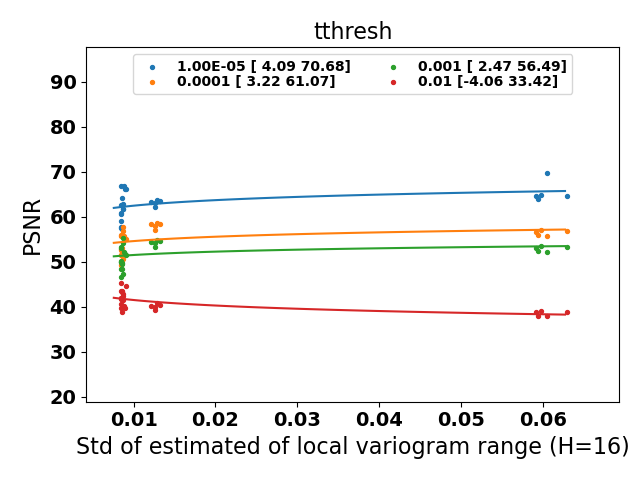 tthresh
1.00E-05 [ 4.09 70.68]
0.0001 [ 3.22 61.07]
0.001 [ 2.47 56.49]
0.01 [-4.06 33.42]
PSNR
90
80
70
60
50
40
30
20
0.01 0.02 0.03 0.04 0.05 0.06
Std of estimated of local variogram range (H=16)